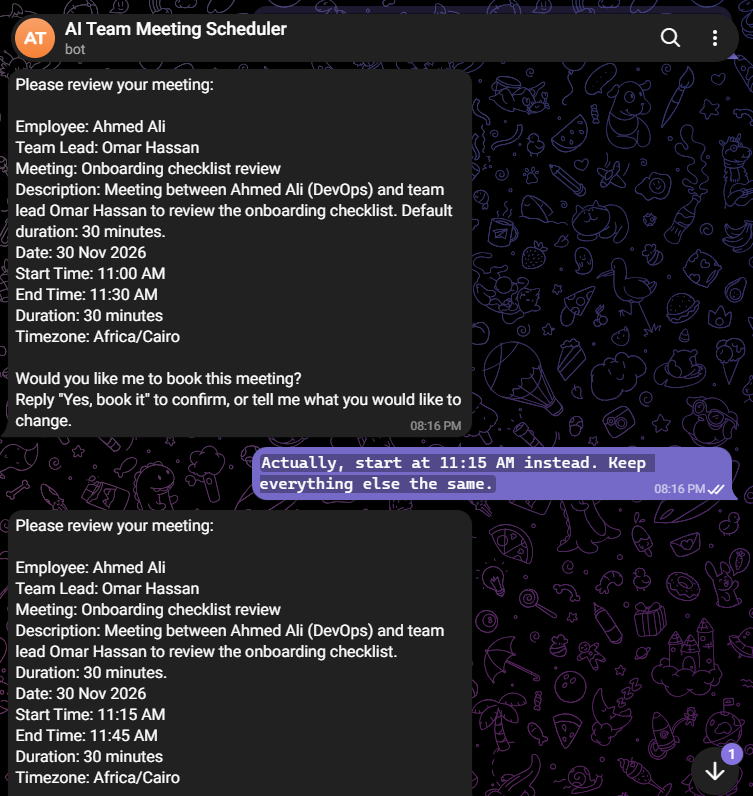 AT
AI Team Meeting Scheduler
bot
Please review your meeting:
Employee: Ahmed Ali
Team Lead: Omar Hassan
Meeting: Onboarding checklist review
Description: Meeting between Ahmed Ali (DevOps) and team
lead Omar Hassan to review the onboarding checklist. Default
duration: 30 minutes.
Date: 30 Nov 2026
Start Time: 11:00 AM
End Time: 11:30 AM
Duration: 30 minutes
Timezone: Africa/Cairo
Would you like me to book this meeting?
Reply "Yes, book it" to confirm, or tell me what you would like to
change.
08:16 PM
Actually, start at 11:15 AM instead. Keep
everything else the same.
08:16 PM
Please review your meeting:
Employee: Ahmed Ali
Team Lead: Omar Hassan
Meeting: Onboarding checklist review
Description: Meeting between Ahmed Ali (DevOps) and team
lead Omar Hassan to review the onboarding checklist.
Duration: 30 minutes.
Date: 30 Nov 2026
Start Time: 11:15 AM
End Time: 11:45 AM
Duration: 30 minutes
Timezone: Africa/Cairo
1